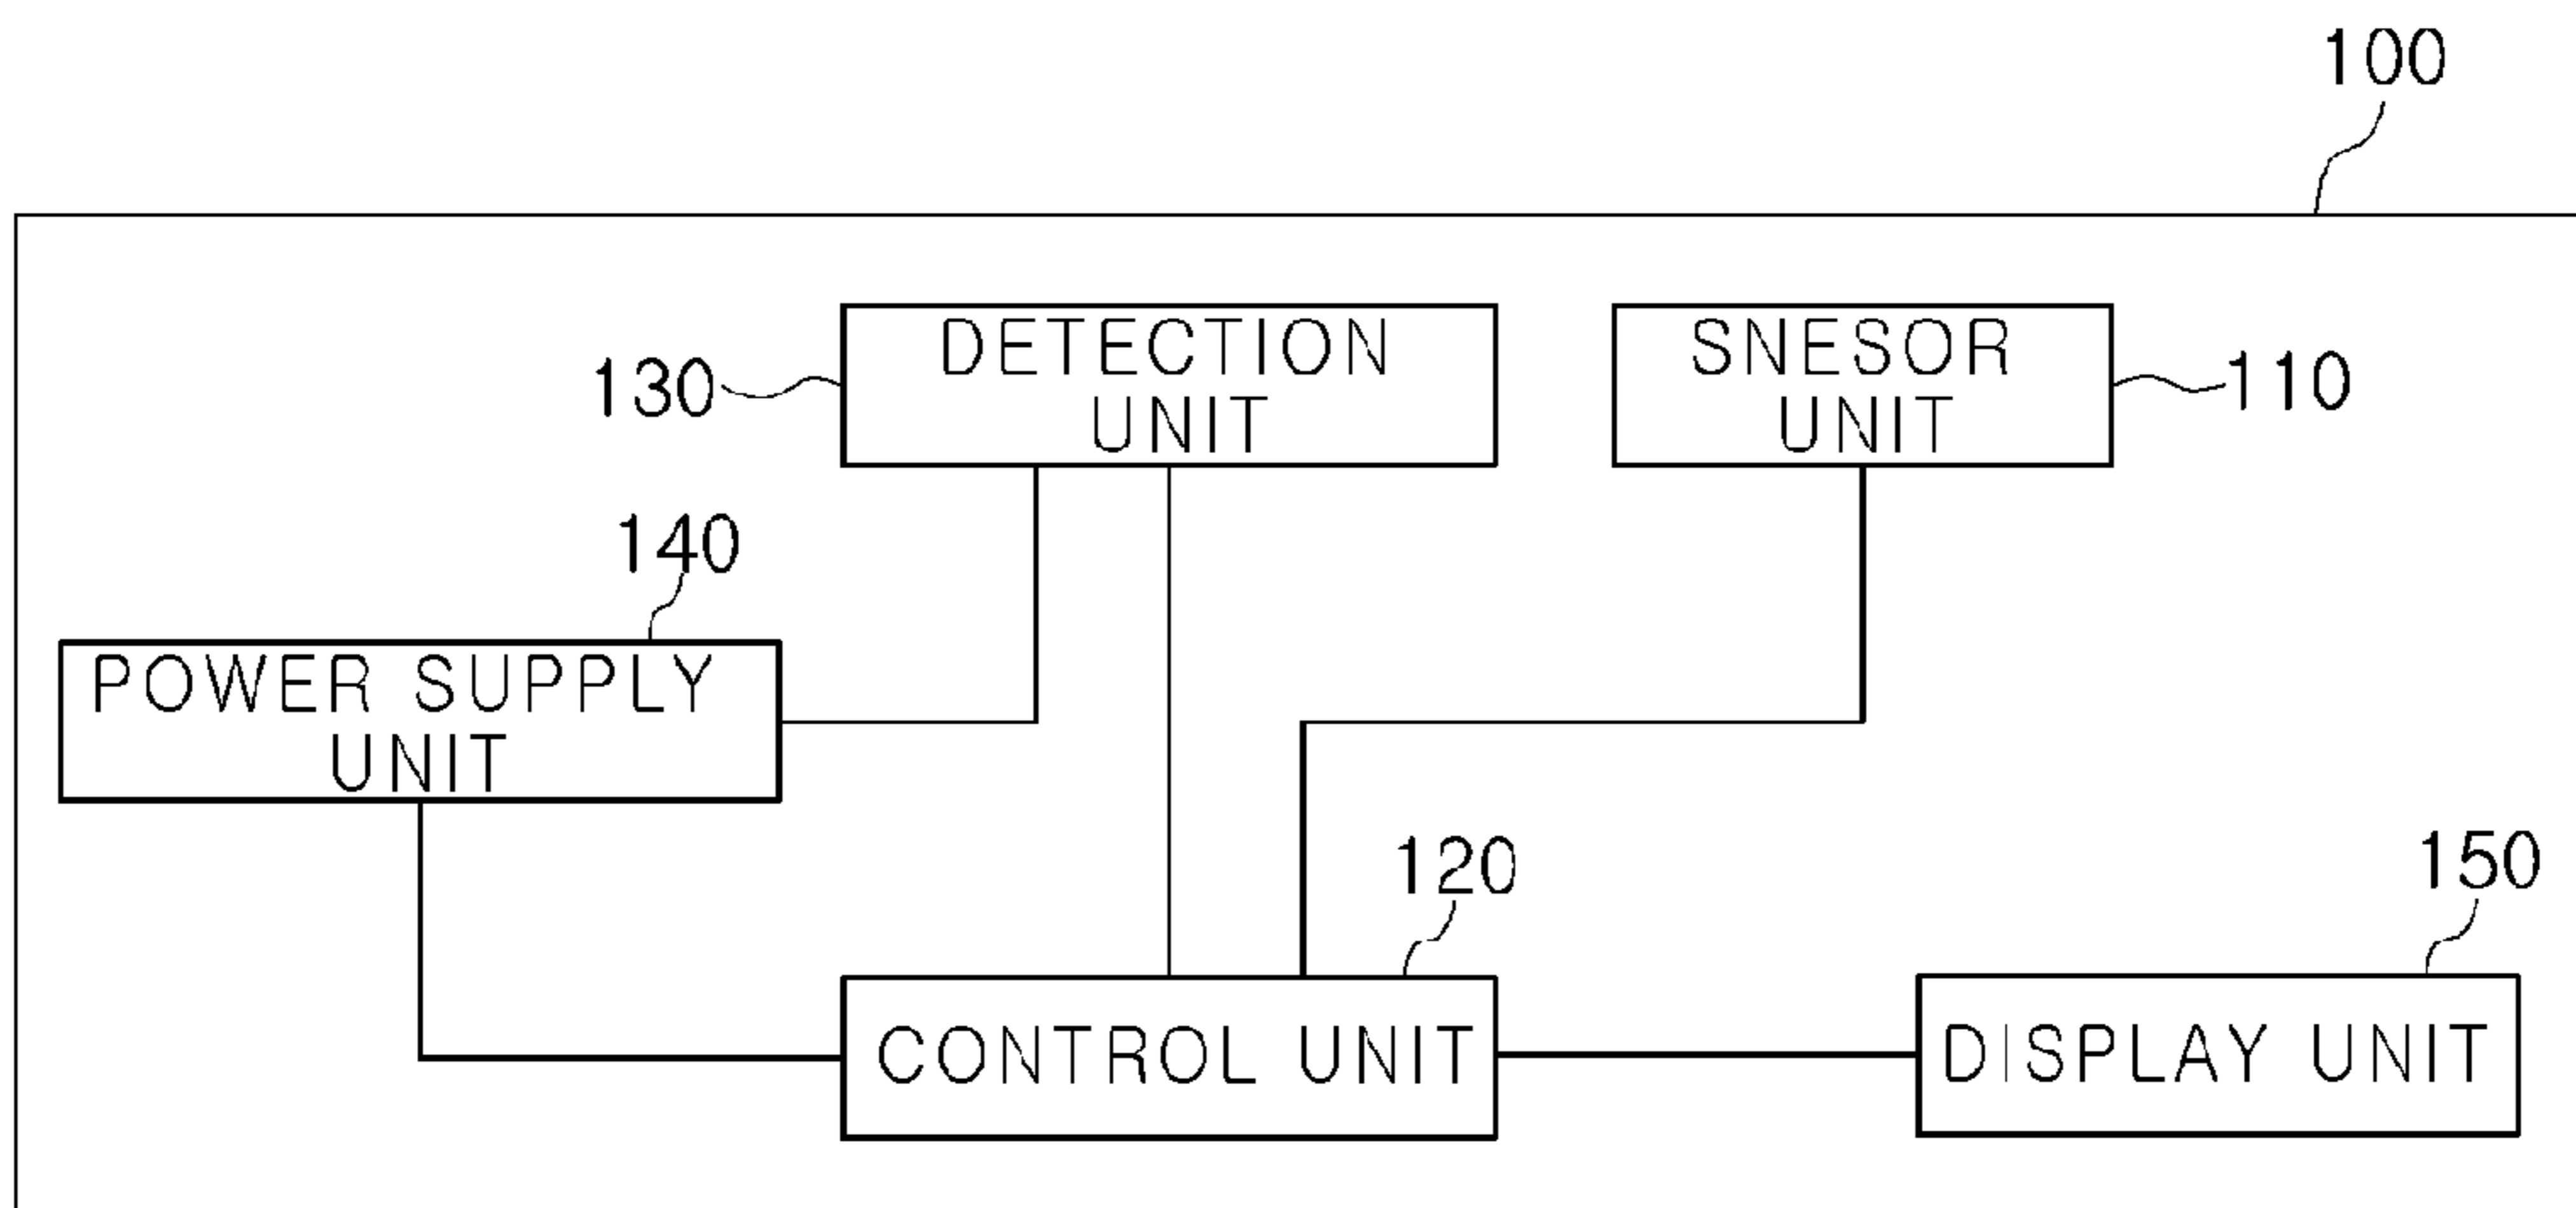 100
DETECTION
UNIT
130
SNESOR
UNIT
110
140
POWER SUPPLY
UNIT
120
150
CONTROL UNIT
DISPLAY UNIT